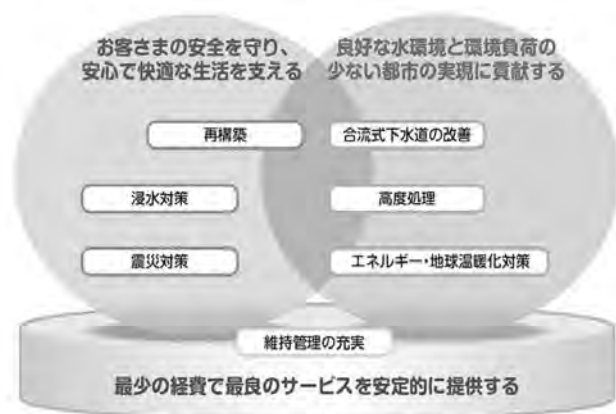 お客さまの安全を守り、
安心で快適な生活を支える
良好な水環境と環境負荷の
少ない都市の実現に貢献する
再構築
合流式下水道の改善
浸水対策
高度処理
震災対策
エネルギー・地球温暖化対策
維持管理の充実
最少の経費で最良のサービスを安定的に提供する